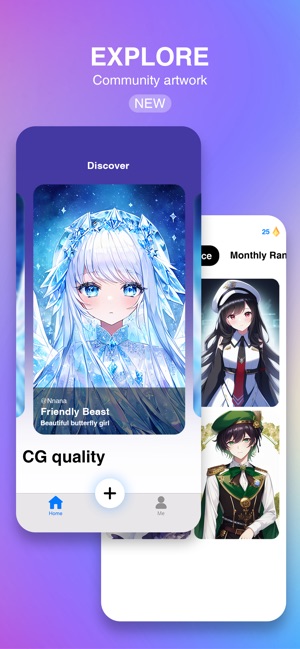 EXPLORE
Community artwork
NEW
Discover
@Nnana
Friendly Beast
Beautiful butterfly girl
CG quality
+
Home
Me
25
ce
Monthly Ran